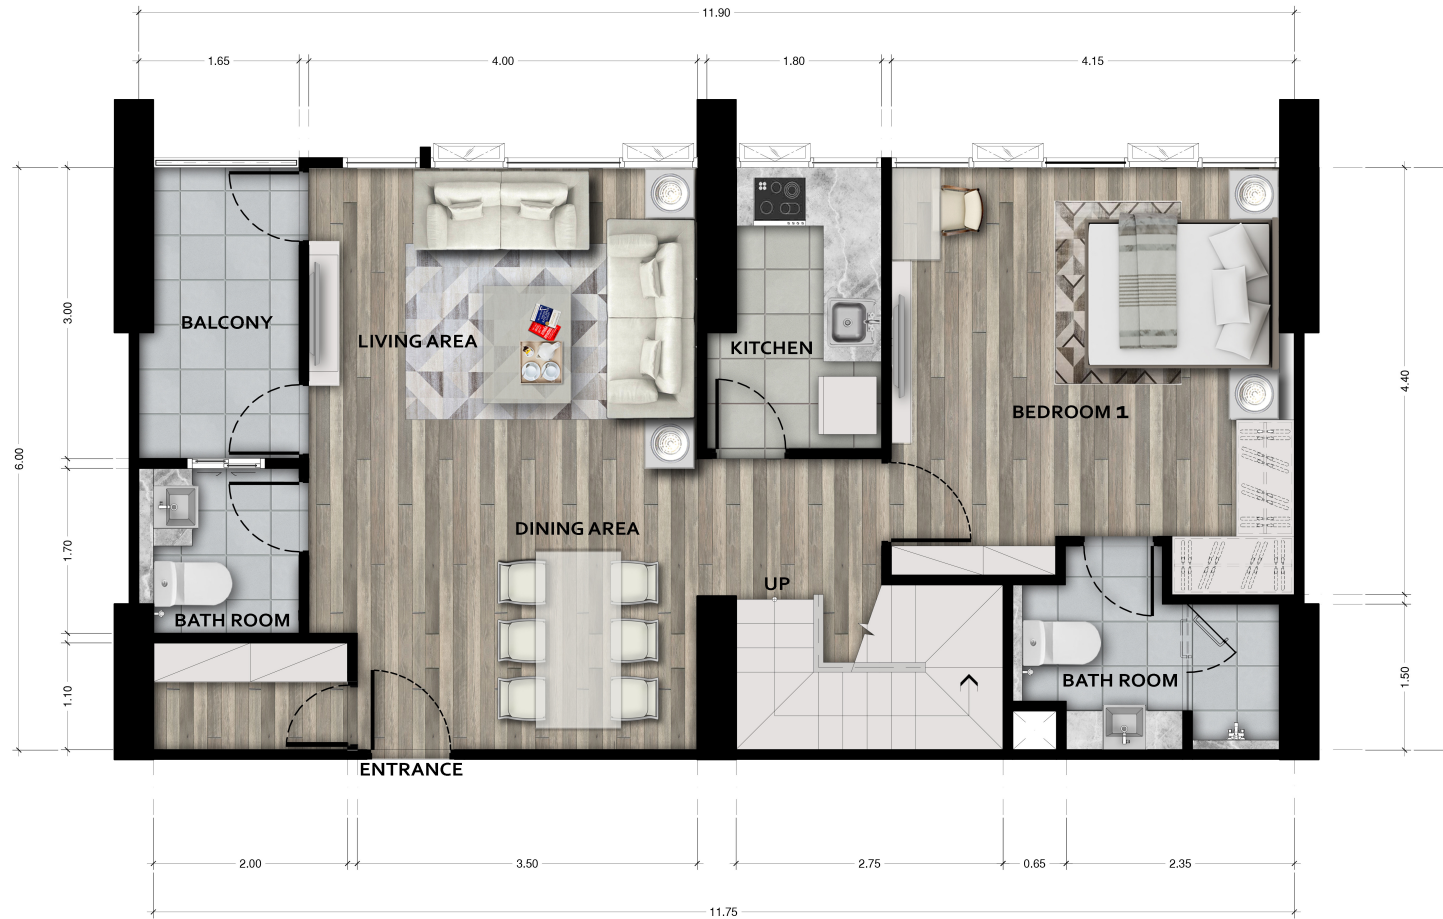 11.90
1.65
4.00
1.80
4.15
3.00
BALCONY
LIVING AREA
KITCHEN
4.40
BEDROOM 1
6.00
DINING AREA
1.70
UP
BATH ROOM
BATH ROOM
1.10
1.50
ENTRANCE
2.00
3.50
2.75
0.65
2.35
11.75